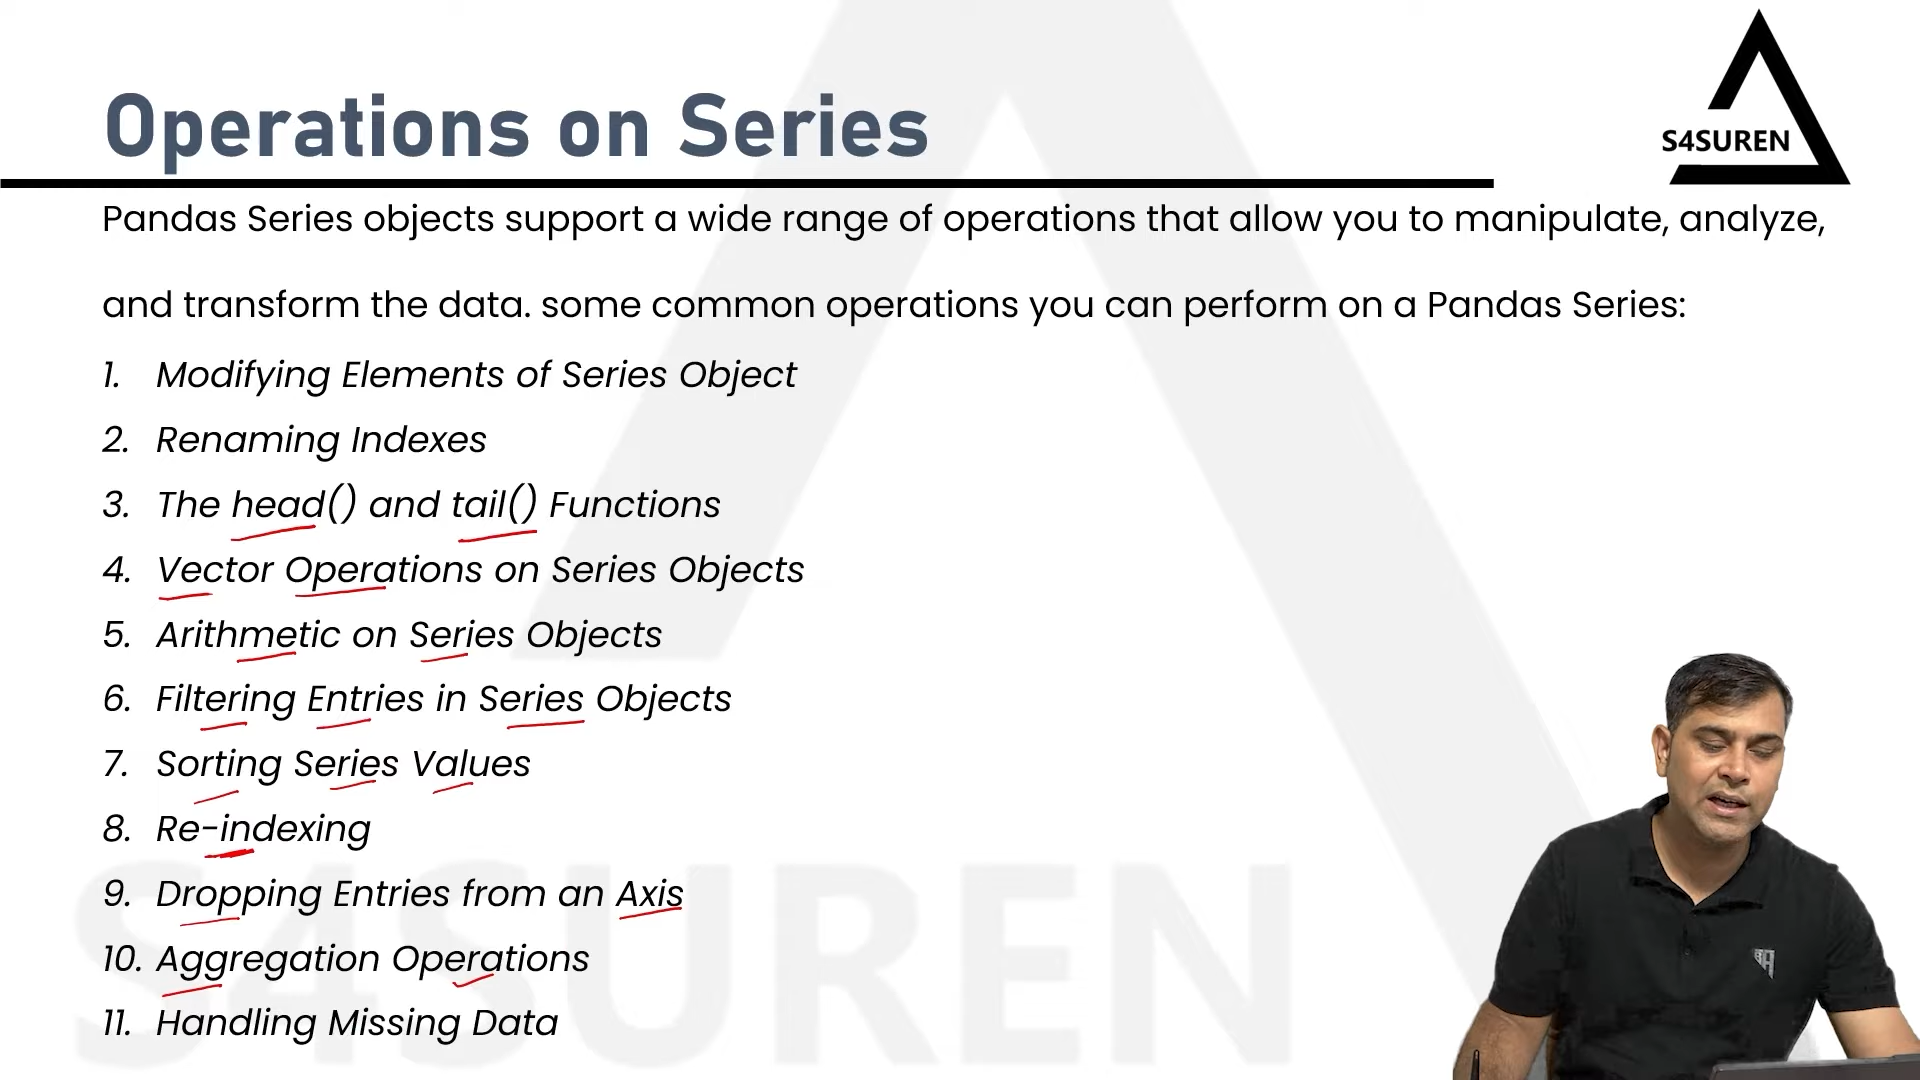 Operations on Series
S4SUREN
Pandas Series objects support a wide range of operations that allow you to manipulate, analyze,
and transform the data. some common operations you can perform on a Pandas Series:
1. Modifying Elements of Series Object
2. Renaming Indexes
3. The head() and tail() Functions
4. Vector Operations on Series Objects
5. Arithmetic on Series Objects
6. Filtering Entries in Series Objects
7. Sorting Series Values
8. Re-indexing
9. Dropping Entries from an Axis
10. Aggregation Operations
11. Handling Missing Data
S4SUREN